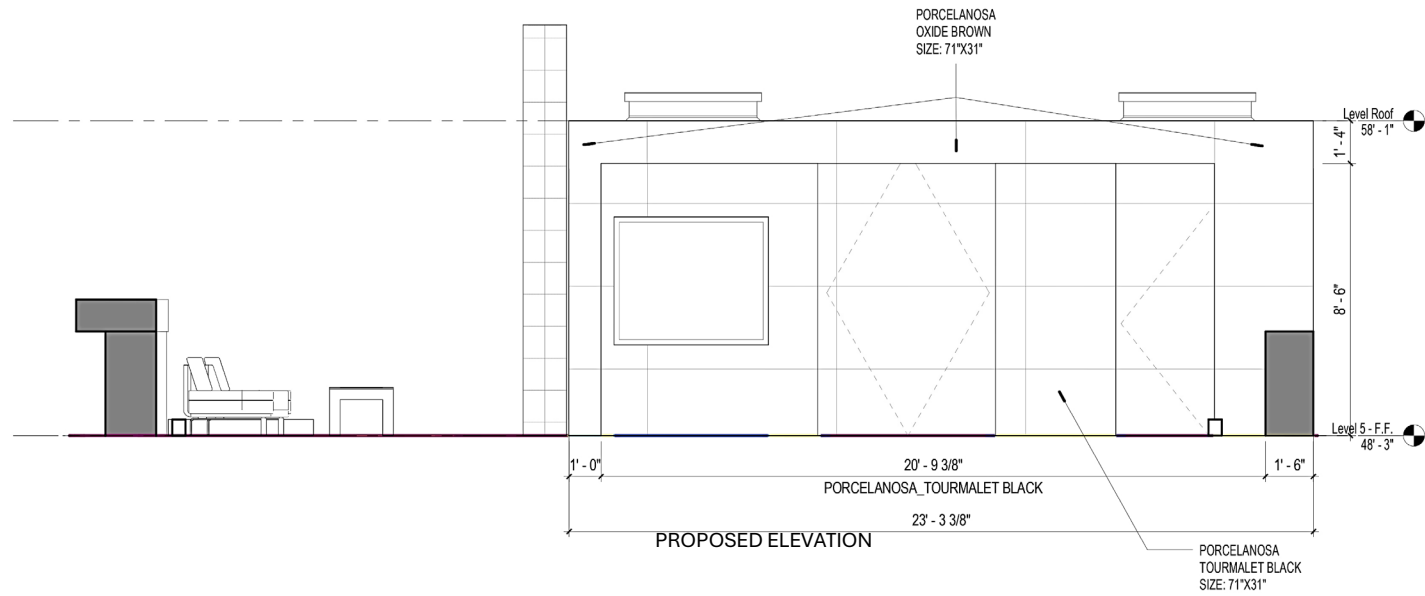 PORCELANOSA
OXIDE BROWN
SIZE: 71"X31"
Level Roof
58' - 1"
1' - 4"
8' - 6"
Level 5 - F.F.
48' - 3"
1' - 0"
20' - 9 3/8"
1' - 6"
PORCELANOSA_TOURMALET BLACK
23' - 3 3/8"
PROPOSED ELEVATION
PORCELANOSA
TOURMALET BLACK
SIZE: 71"X31"